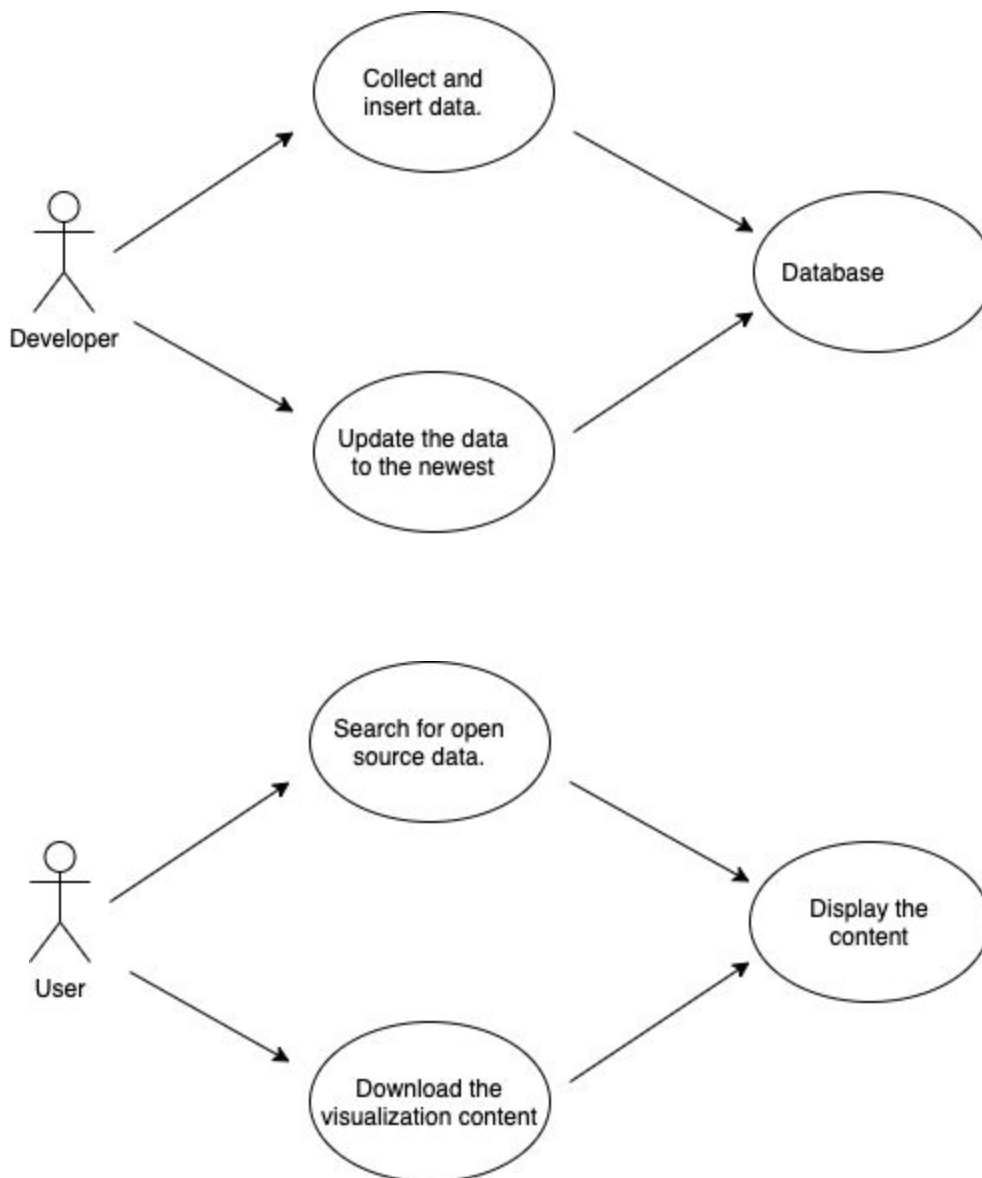 Collect and
insert data.
Database
Developer
Update the data
to the newest
Search for open
source data.
Display the
content
User
Download the
visualization content